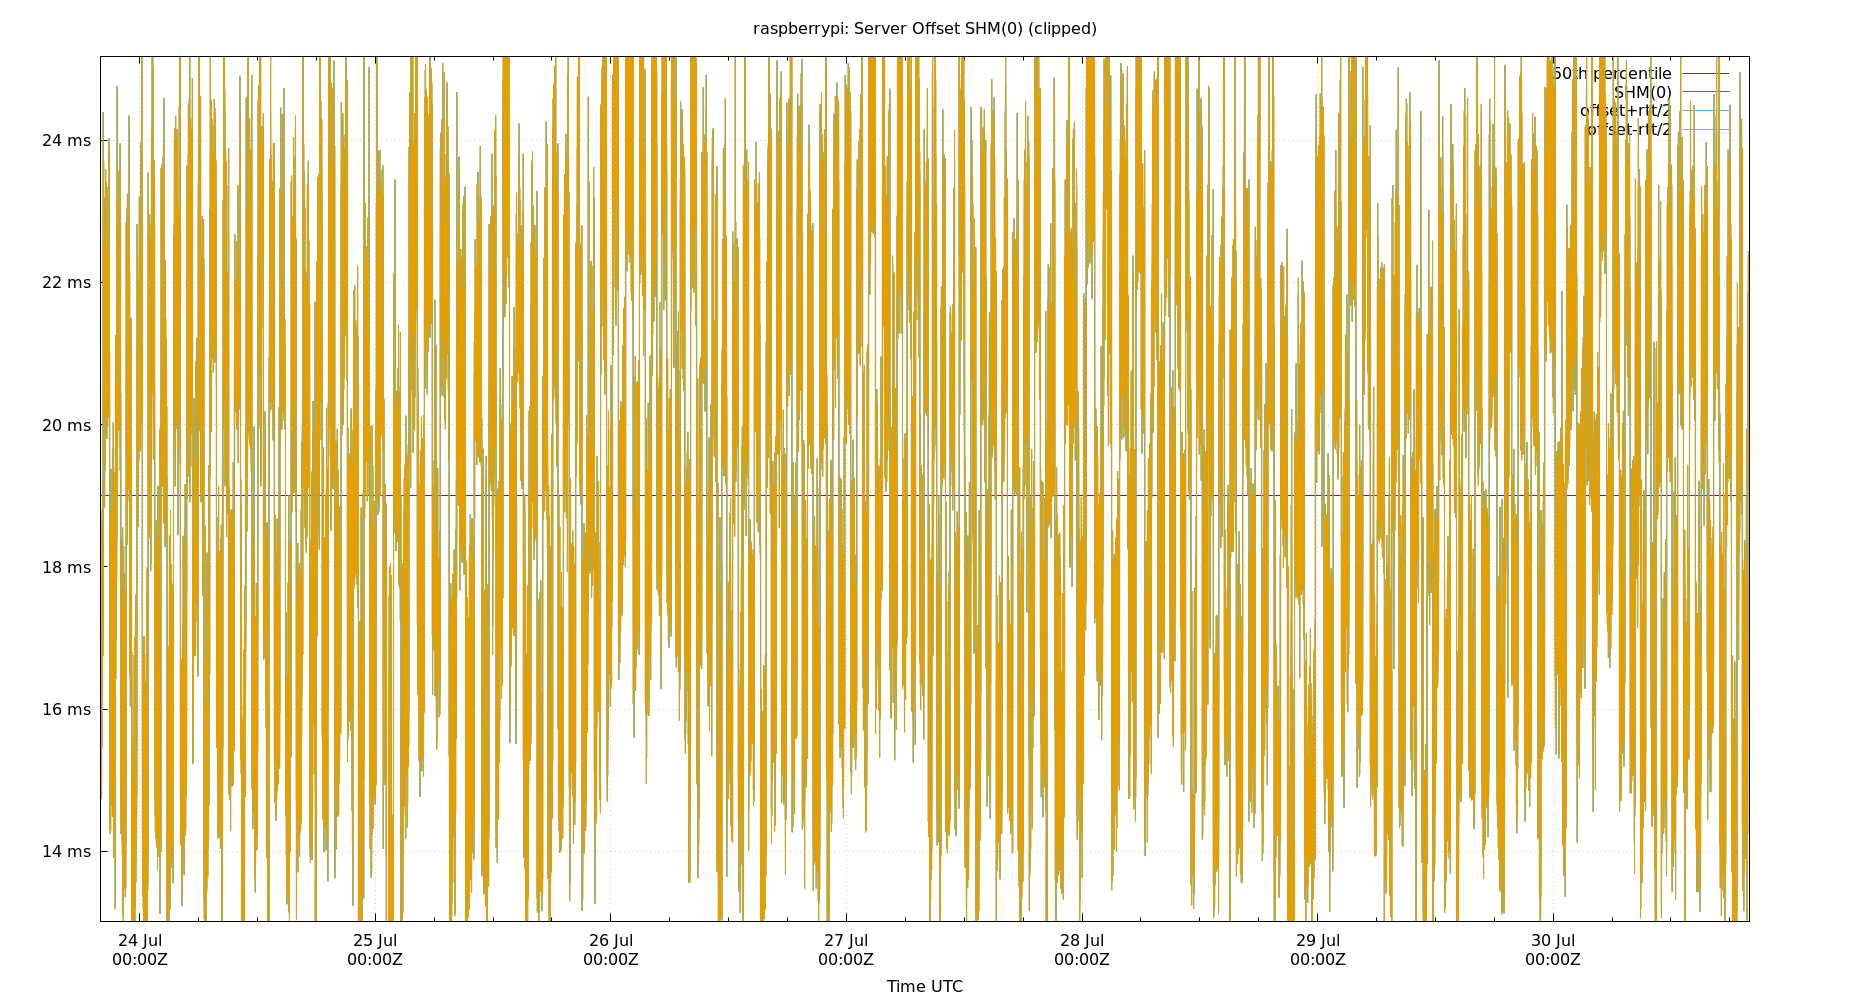 raspberrypi: Server Offset SHM(0) (clipped)
50th percentile
SHM(0)
offset+rtt/2
offset-rtt/2
24 ms
22 ms
20 ms
18 ms
16 ms
14 ms
24 Jul 25 Jul 26 Jul 27 Jul 28 Jul 29 Jul 30 Jul
00:00Z 00:00Z 00:00Z 00:00Z 00:00Z 00:00Z 00:00Z
Time UTC